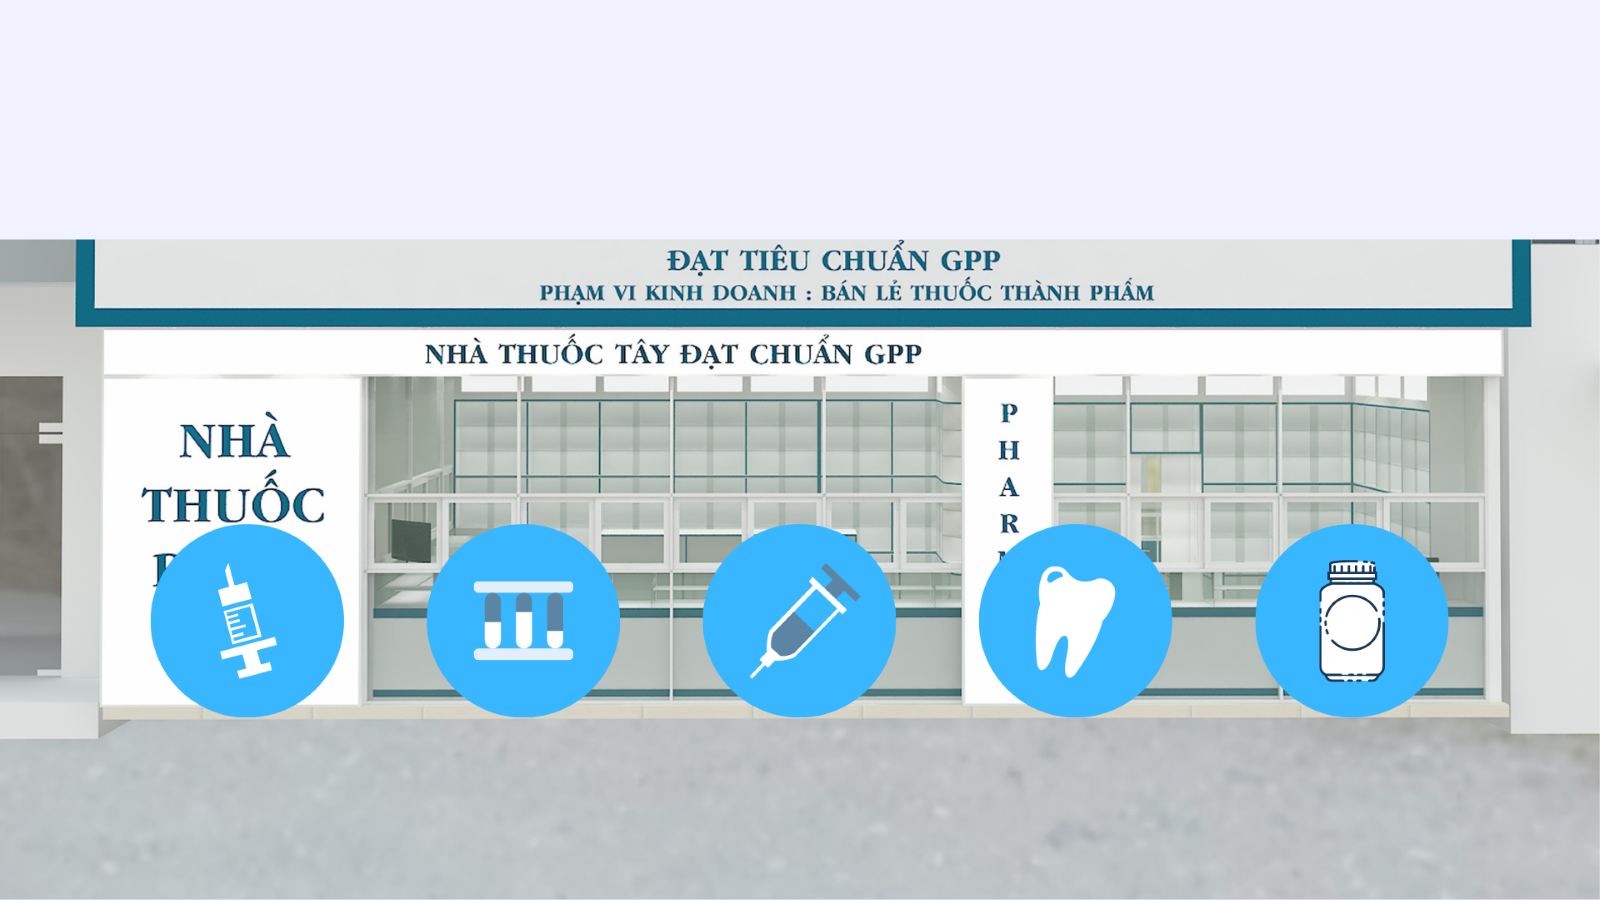 ĐẠT TIÊU CHUẨN GPP
PHẠM VI KINH DOANH : BÁN LẺ THUỐC THÀNH PHẨM
NHÀ THUỐC TÂY ĐẠT CHUẨN GPP
NHÀ
THUỐC
P
H
A
R